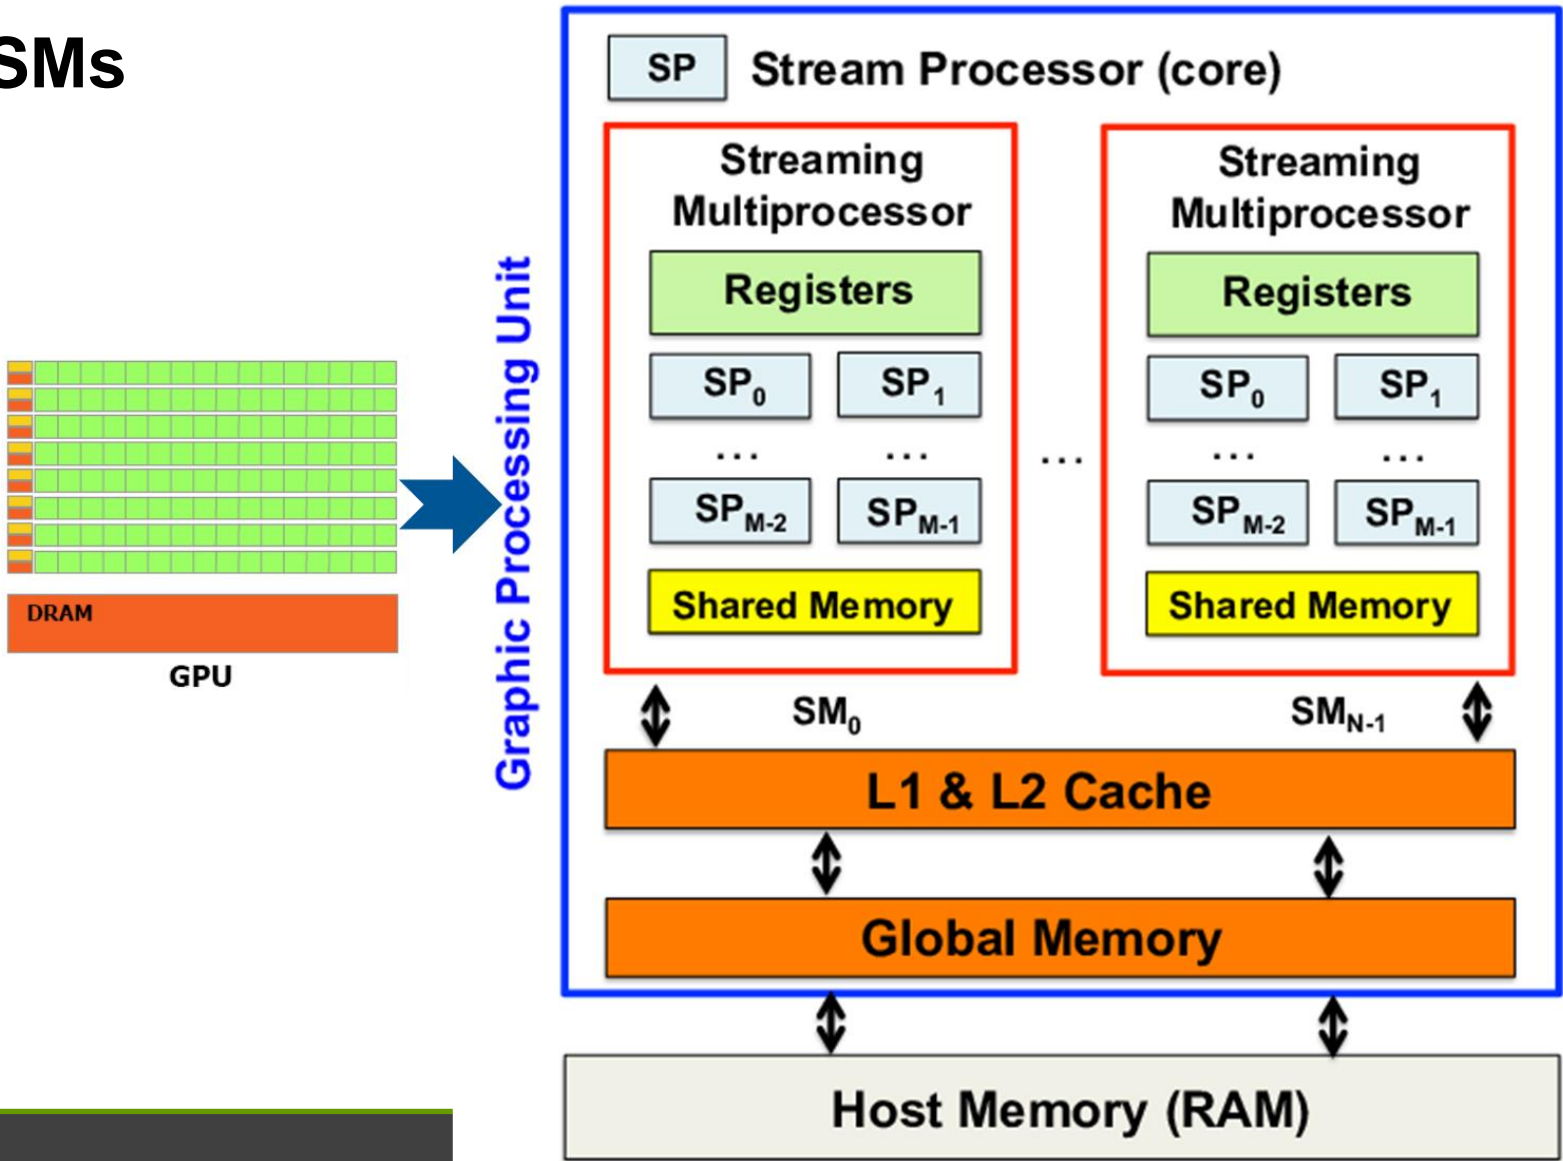 SMs
DRAM
GPU
Graphic Processing Unit
SP Stream Processor (core)
Streaming
Multiprocessor
Registers
SP0 SP1
... ...
SPM-2 SPM-1
Shared Memory
SM0
...
Streaming
Multiprocessor
Registers
SP0 SP1
... ...
SPM-2 SPM-1
Shared Memory
SMN-1
L1 & L2 Cache
Global Memory
Host Memory (RAM)